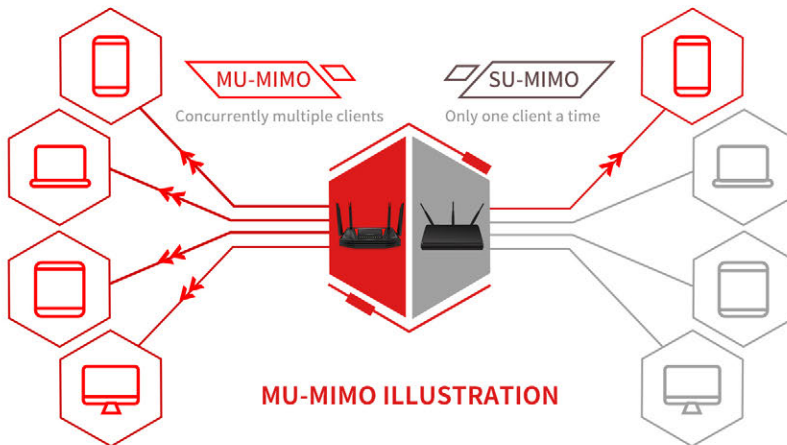 MU-MIMO
Concurrently multiple clients
SU-MIMO
Only one client a time
MU-MIMO ILLUSTRATION